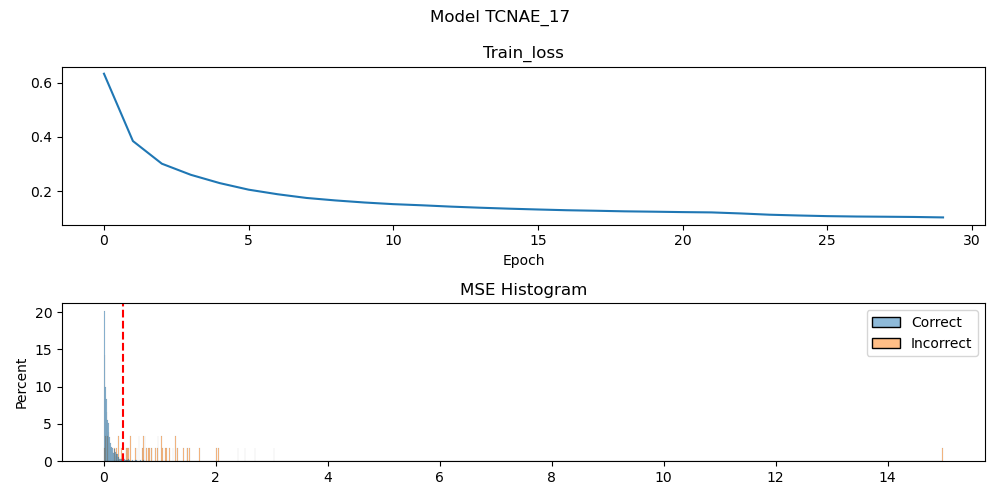 Model TCNAE_17
Train_loss
0.6
0.4
0.2
0 5 10 15 20 25 30
Epoch
MSE Histogram
20
15
10
5
0
Percent
Correct
Incorrect
0 2 4 6 8 10 12 14